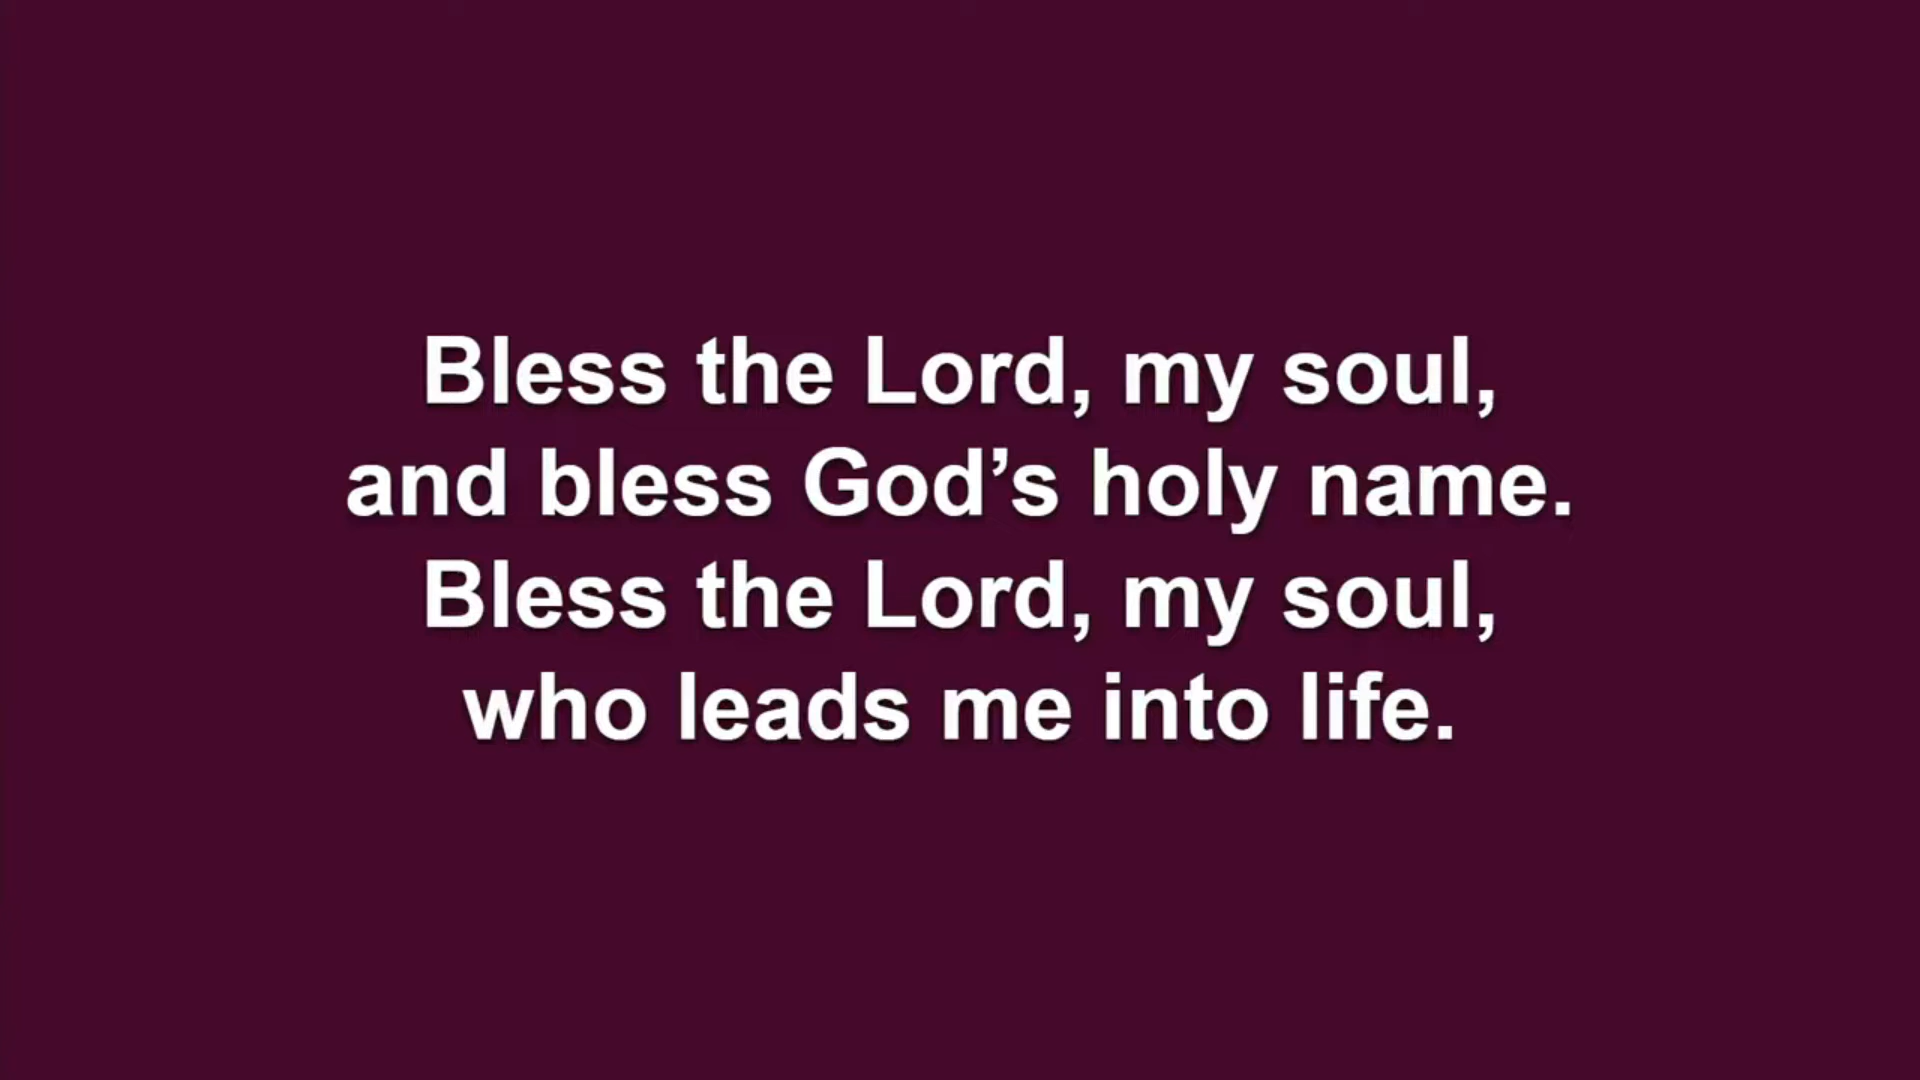 Bless the Lord, my soul,
and bless God’s holy name.
Bless the Lord, my soul,
who leads me into life.